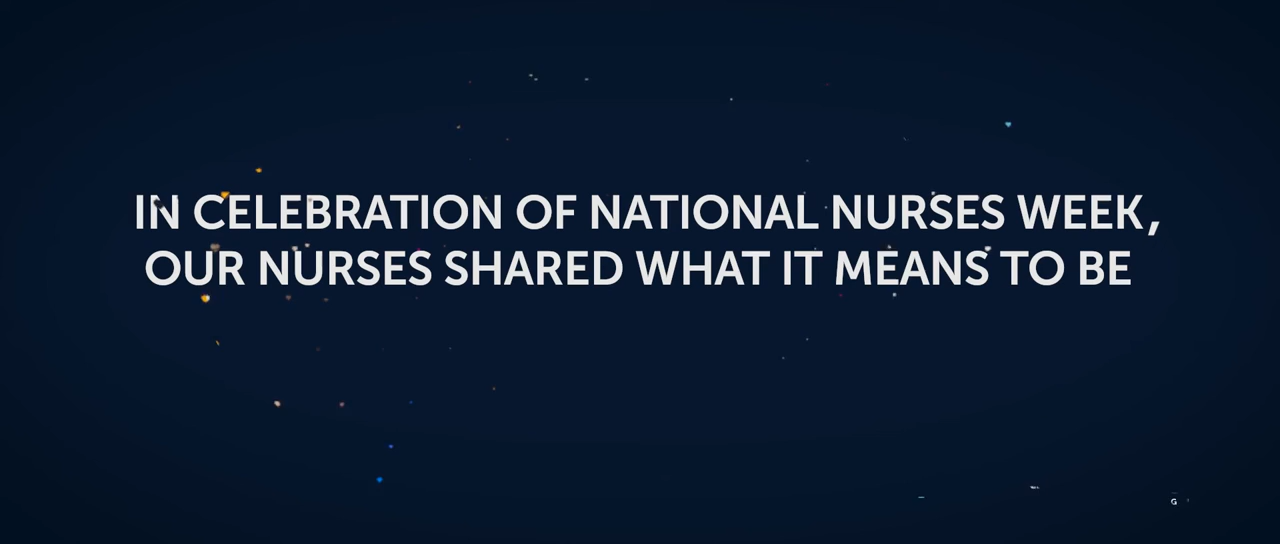 IN CELEBRATION OF NATIONAL NURSES WEEK,
OUR NURSES SHARED WHAT IT MEANS TO BE
G